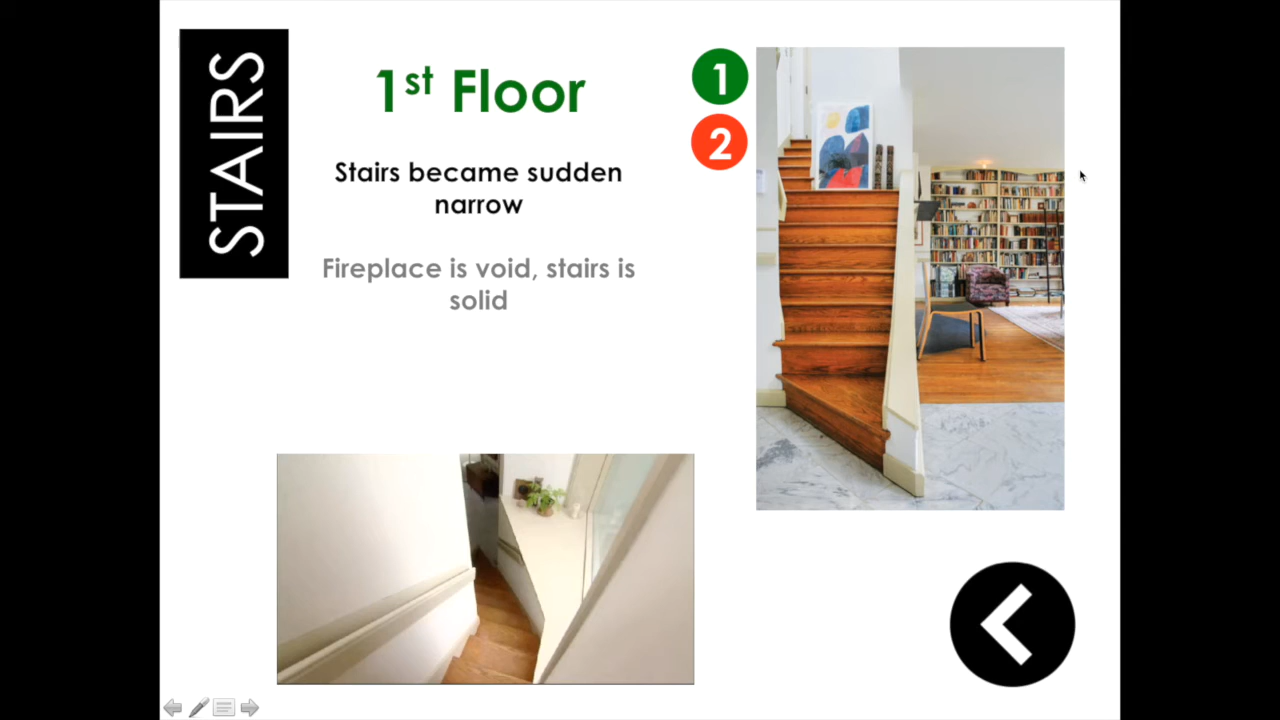 STAIRS
1st Floor
Stairs became sudden
narrow
Fireplace is void, stairs is
solid
1
2